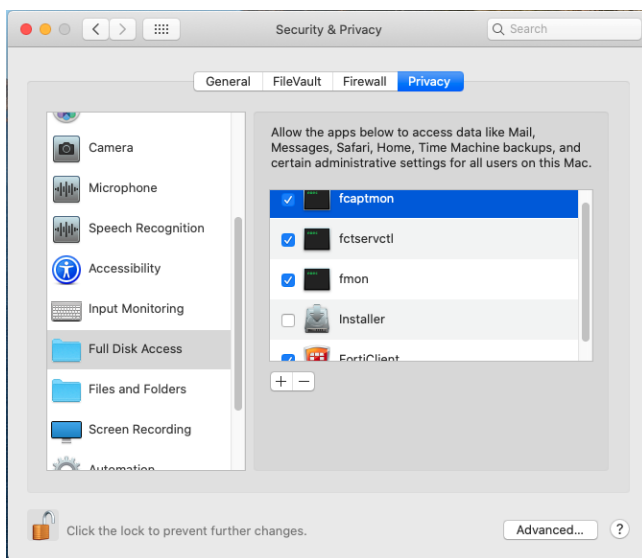 Security & Privacy
Search
General
FileVault
Firewall
Privacy
Camera
Microphone
Speech Recognition
Accessibility
Input Monitoring
Full Disk Access
Files and Folders
Screen Recording
Automation
Allow the apps below to access data like Mail,
Messages, Safari, Home, Time Machine backups, and
certain administrative settings for all users on this Mac.
fcaptmon
fctservctl
fmon
Installer
FortiClient
+ −
Click the lock to prevent further changes.
Advanced...
?